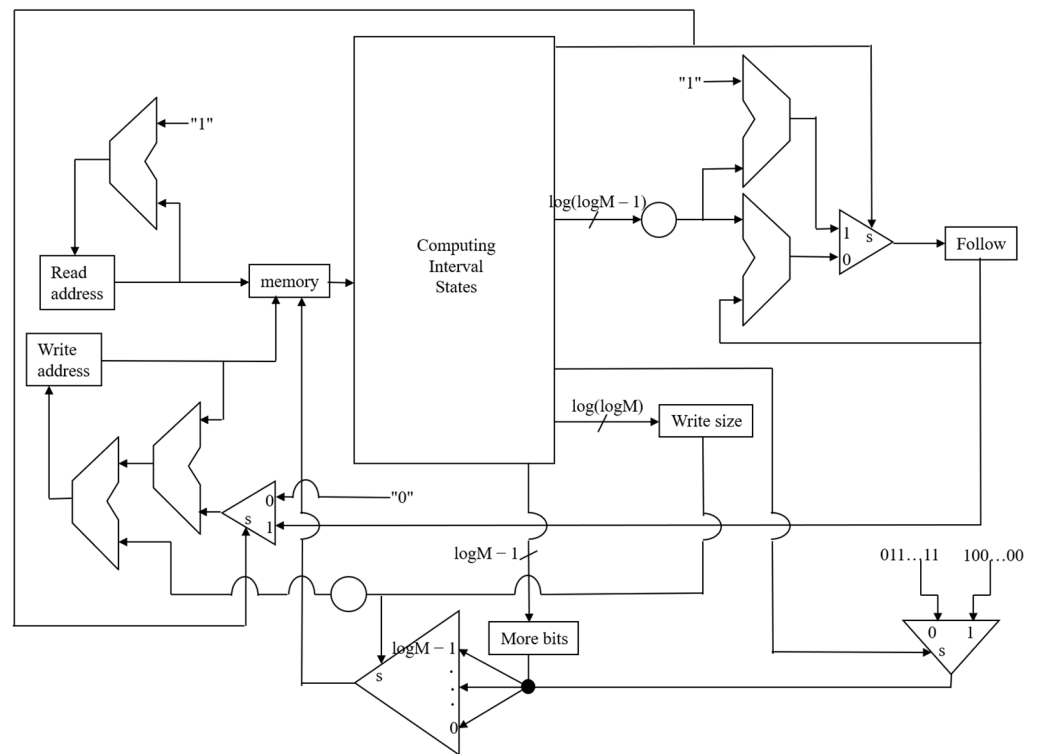 "1"
"1"
log(logM – 1)
1
s
0
Follow
Computing
Interval
States
Read
address
memory
Write
address
log(logM)
Write size
0
s
1
"0"
logM – 1
011…11
100…00
0
1
s
More bits
logM – 1
s
.
.
.
0